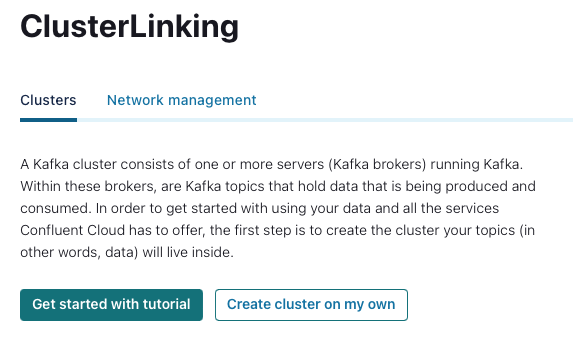 ClusterLinking
Clusters
Network management
A Kafka cluster consists of one or more servers (Kafka brokers) running Kafka.
Within these brokers, are Kafka topics that hold data that is being produced and
consumed. In order to get started with using your data and all the services
Confluent Cloud has to offer, the first step is to create the cluster your topics (in
other words, data) will live inside.
Get started with tutorial
Create cluster on my own